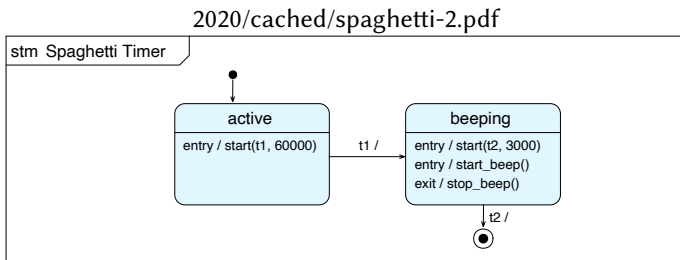 2020/cached/spaghetti-2.pdf
stm Spaghetti Timer
active
entry / start(t1, 60000)
t1 /
beeping
entry / start(t2, 3000)
entry / start_beep()
exit / stop_beep()
t2 /